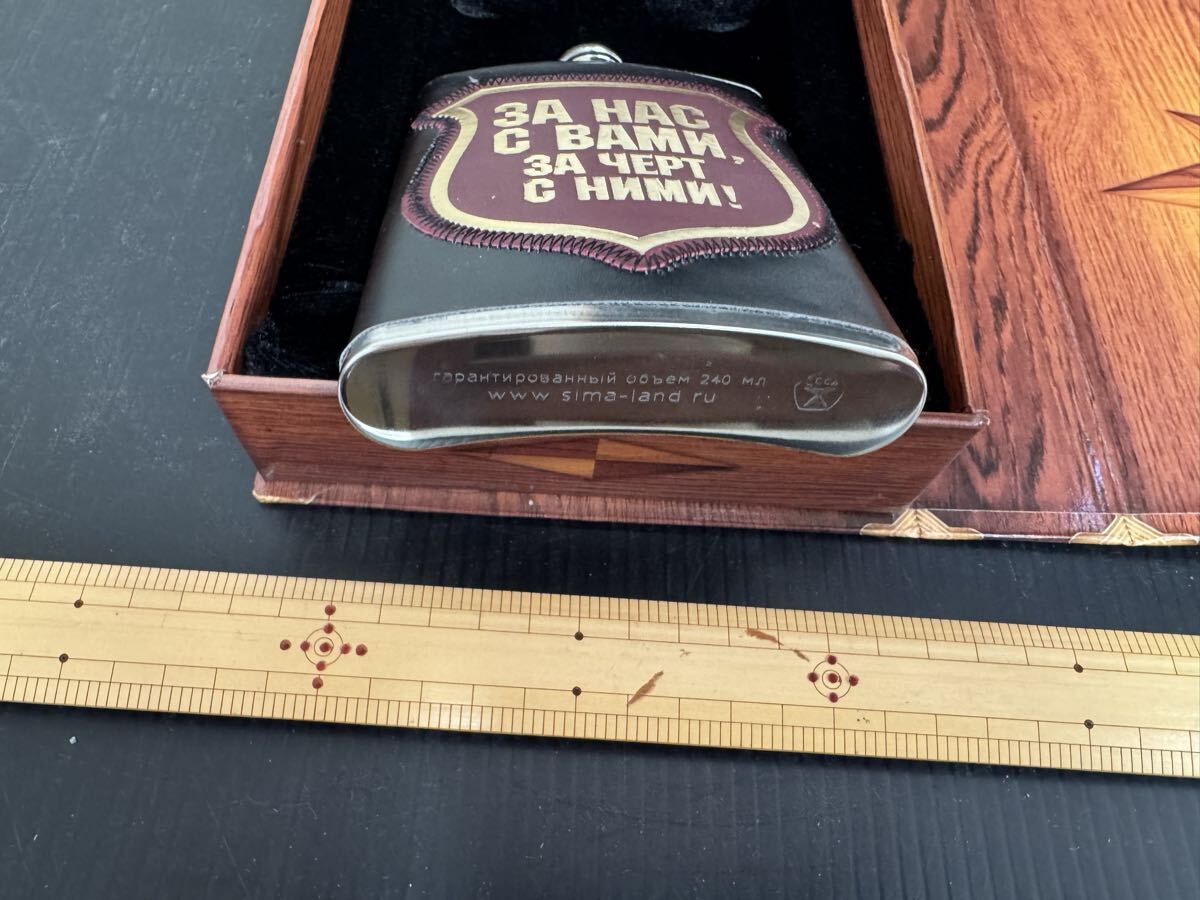 ЗА НАС
С ВАМИ,
ЗА ЧЕРТ
С НИМИ!
гарантированный объем 240 мл
www sima-land ru